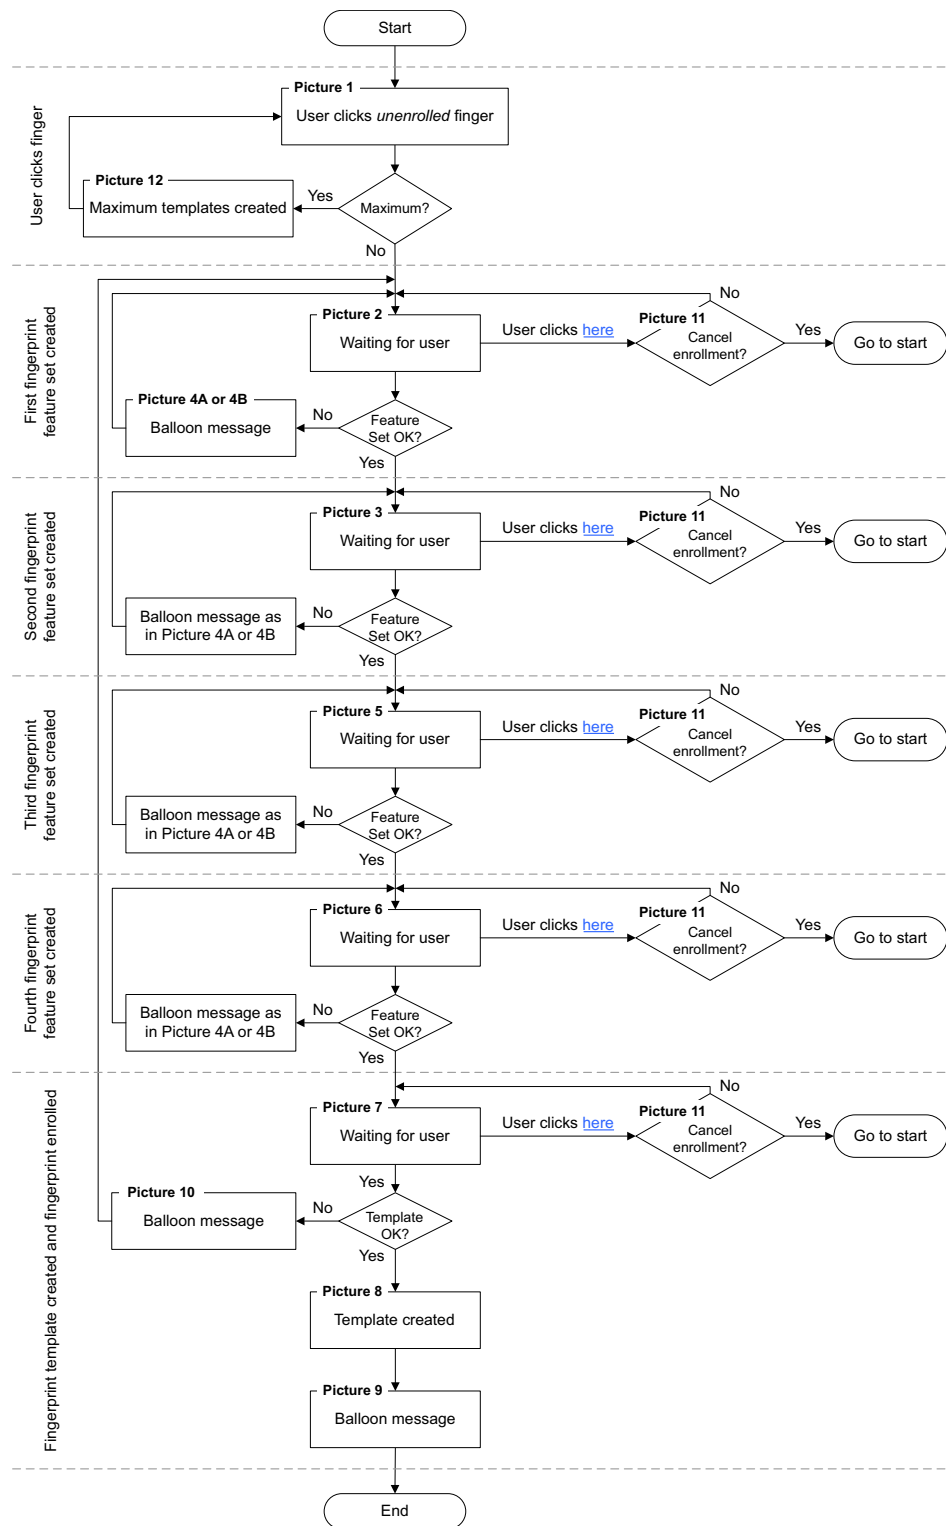 Start
User clicks finger
Picture 1
User clicks unenrolled finger
Picture 12
Maximum templates created
Yes
Maximum?
No
First fingerprint
feature set created
No
Picture 2
Waiting for user
User clicks here
Picture 11
Cancel
enrollment?
Yes
Go to start
Picture 4A or 4B
Balloon message
No
Feature
Set OK?
Yes
Second fingerprint
feature set created
No
Picture 3
Waiting for user
User clicks here
Picture 11
Cancel
enrollment?
Yes
Go to start
Balloon message as
in Picture 4A or 4B
No
Feature
Set OK?
Yes
Third fingerprint
feature set created
No
Picture 5
Waiting for user
User clicks here
Picture 11
Cancel
enrollment?
Yes
Go to start
Balloon message as
in Picture 4A or 4B
No
Feature
Set OK?
Yes
Fourth fingerprint
feature set created
No
Picture 6
Waiting for user
User clicks here
Picture 11
Cancel
enrollment?
Yes
Go to start
Balloon message as
in Picture 4A or 4B
No
Feature
Set OK?
Yes
Fingerprint template created and fingerprint enrolled
No
Picture 7
Waiting for user
User clicks here
Picture 11
Cancel
enrollment?
Yes
Go to start
Yes
Picture 10
Balloon message
No
Template
OK?
Yes
Picture 8
Template created
Picture 9
Balloon message
End